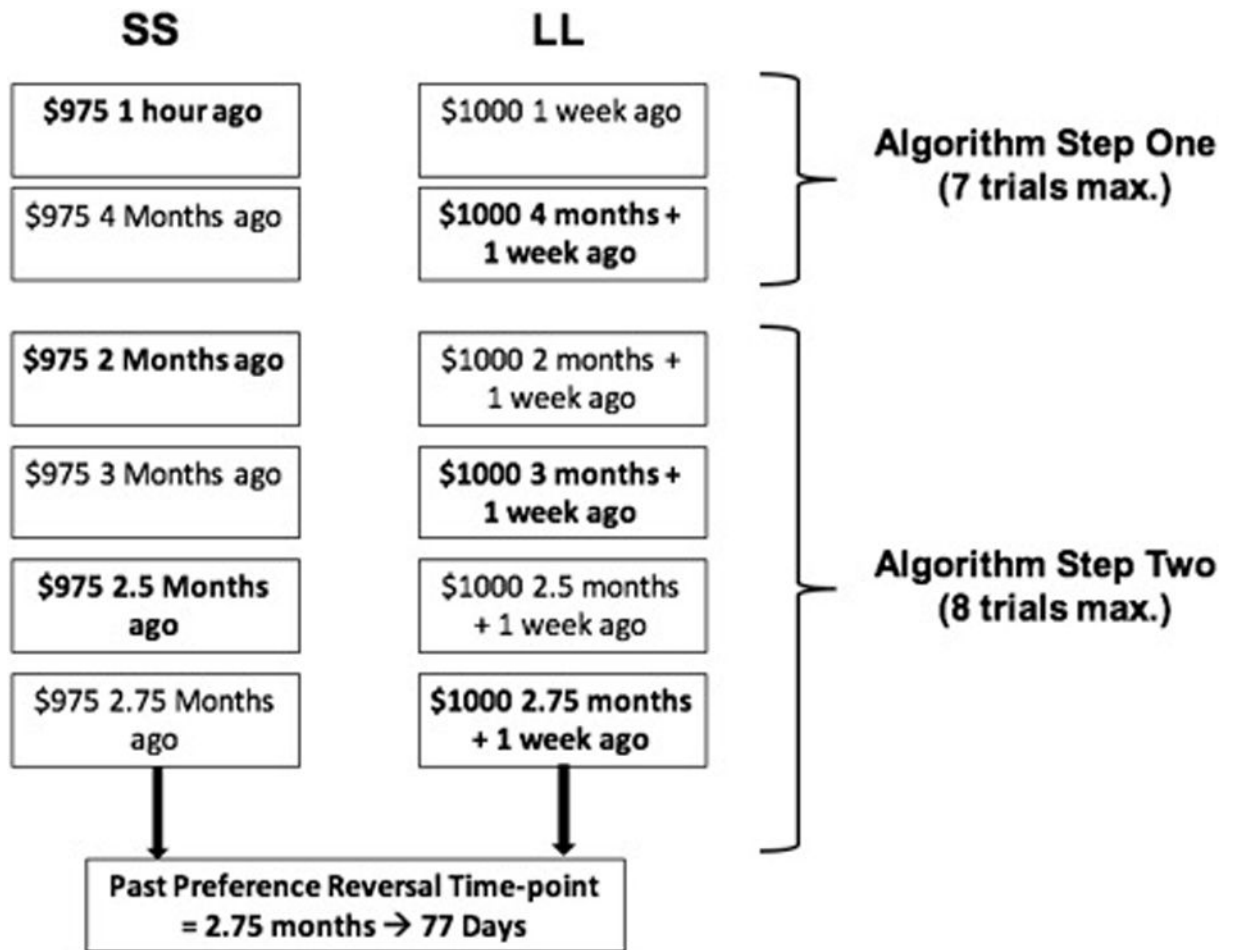 SS
LL
$975 1 hour ago
$1000 1 week ago
$975 4 Months ago
$1000 4 months +
1 week ago
Algorithm Step One
(7 trials max.)
$975 2 Months ago
$1000 2 months +
1 week ago
$975 3 Months ago
$1000 3 months +
1 week ago
$975 2.5 Months
ago
$1000 2.5 months
+ 1 week ago
$975 2.75 Months
ago
$1000 2.75 months
+ 1 week ago
Algorithm Step Two
(8 trials max.)
Past Preference Reversal Time-point
= 2.75 months → 77 Days